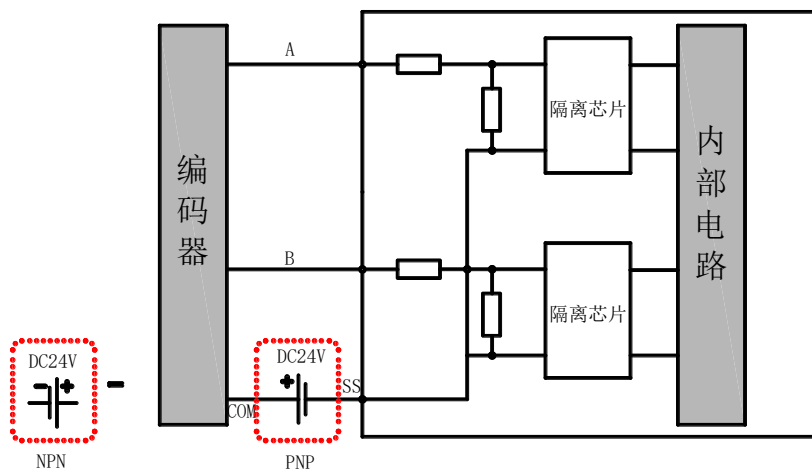 A
隔离芯片
编码器
内部电路
B
隔离芯片
DC24V
- +
-
DC24V
+
SS
COM
NPN
PNP